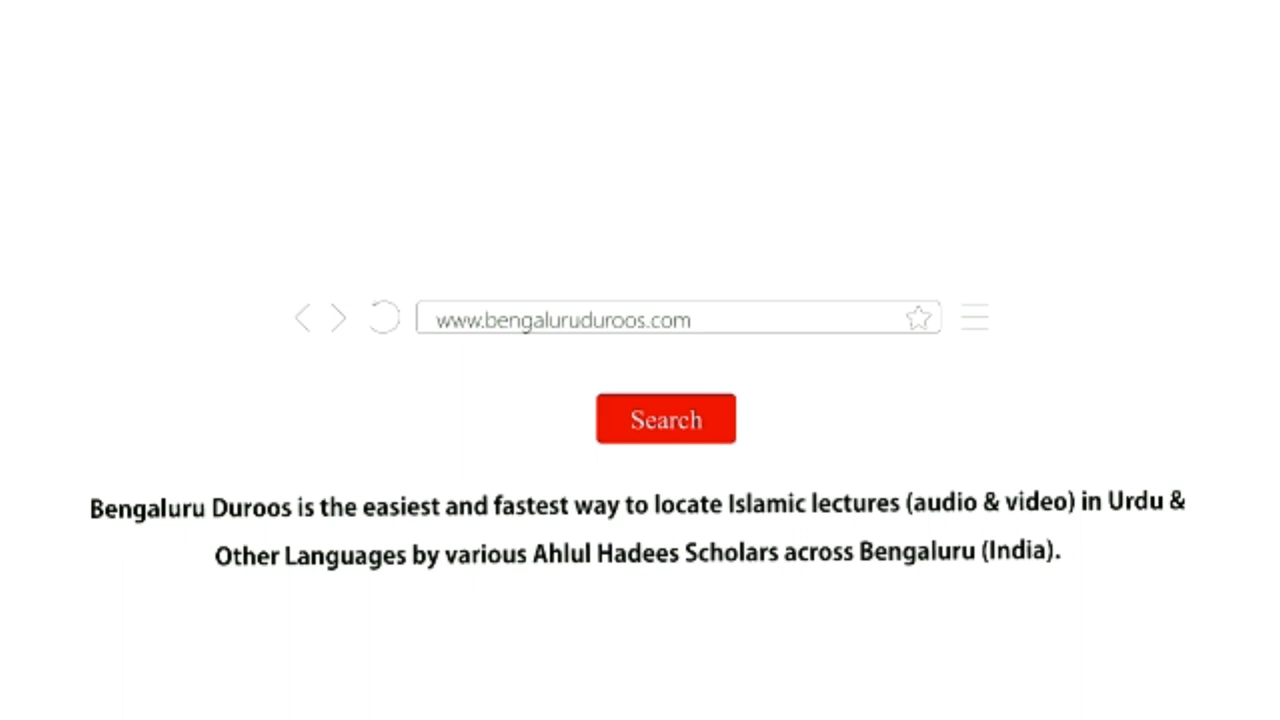 www.bengaluruduroos.com
Search
Bengaluru Duroos is the easiest and fastest way to locate Islamic lectures (audio & video) in Urdu &
Other Languages by various Ahlul Hadees Scholars across Bengaluru (India).